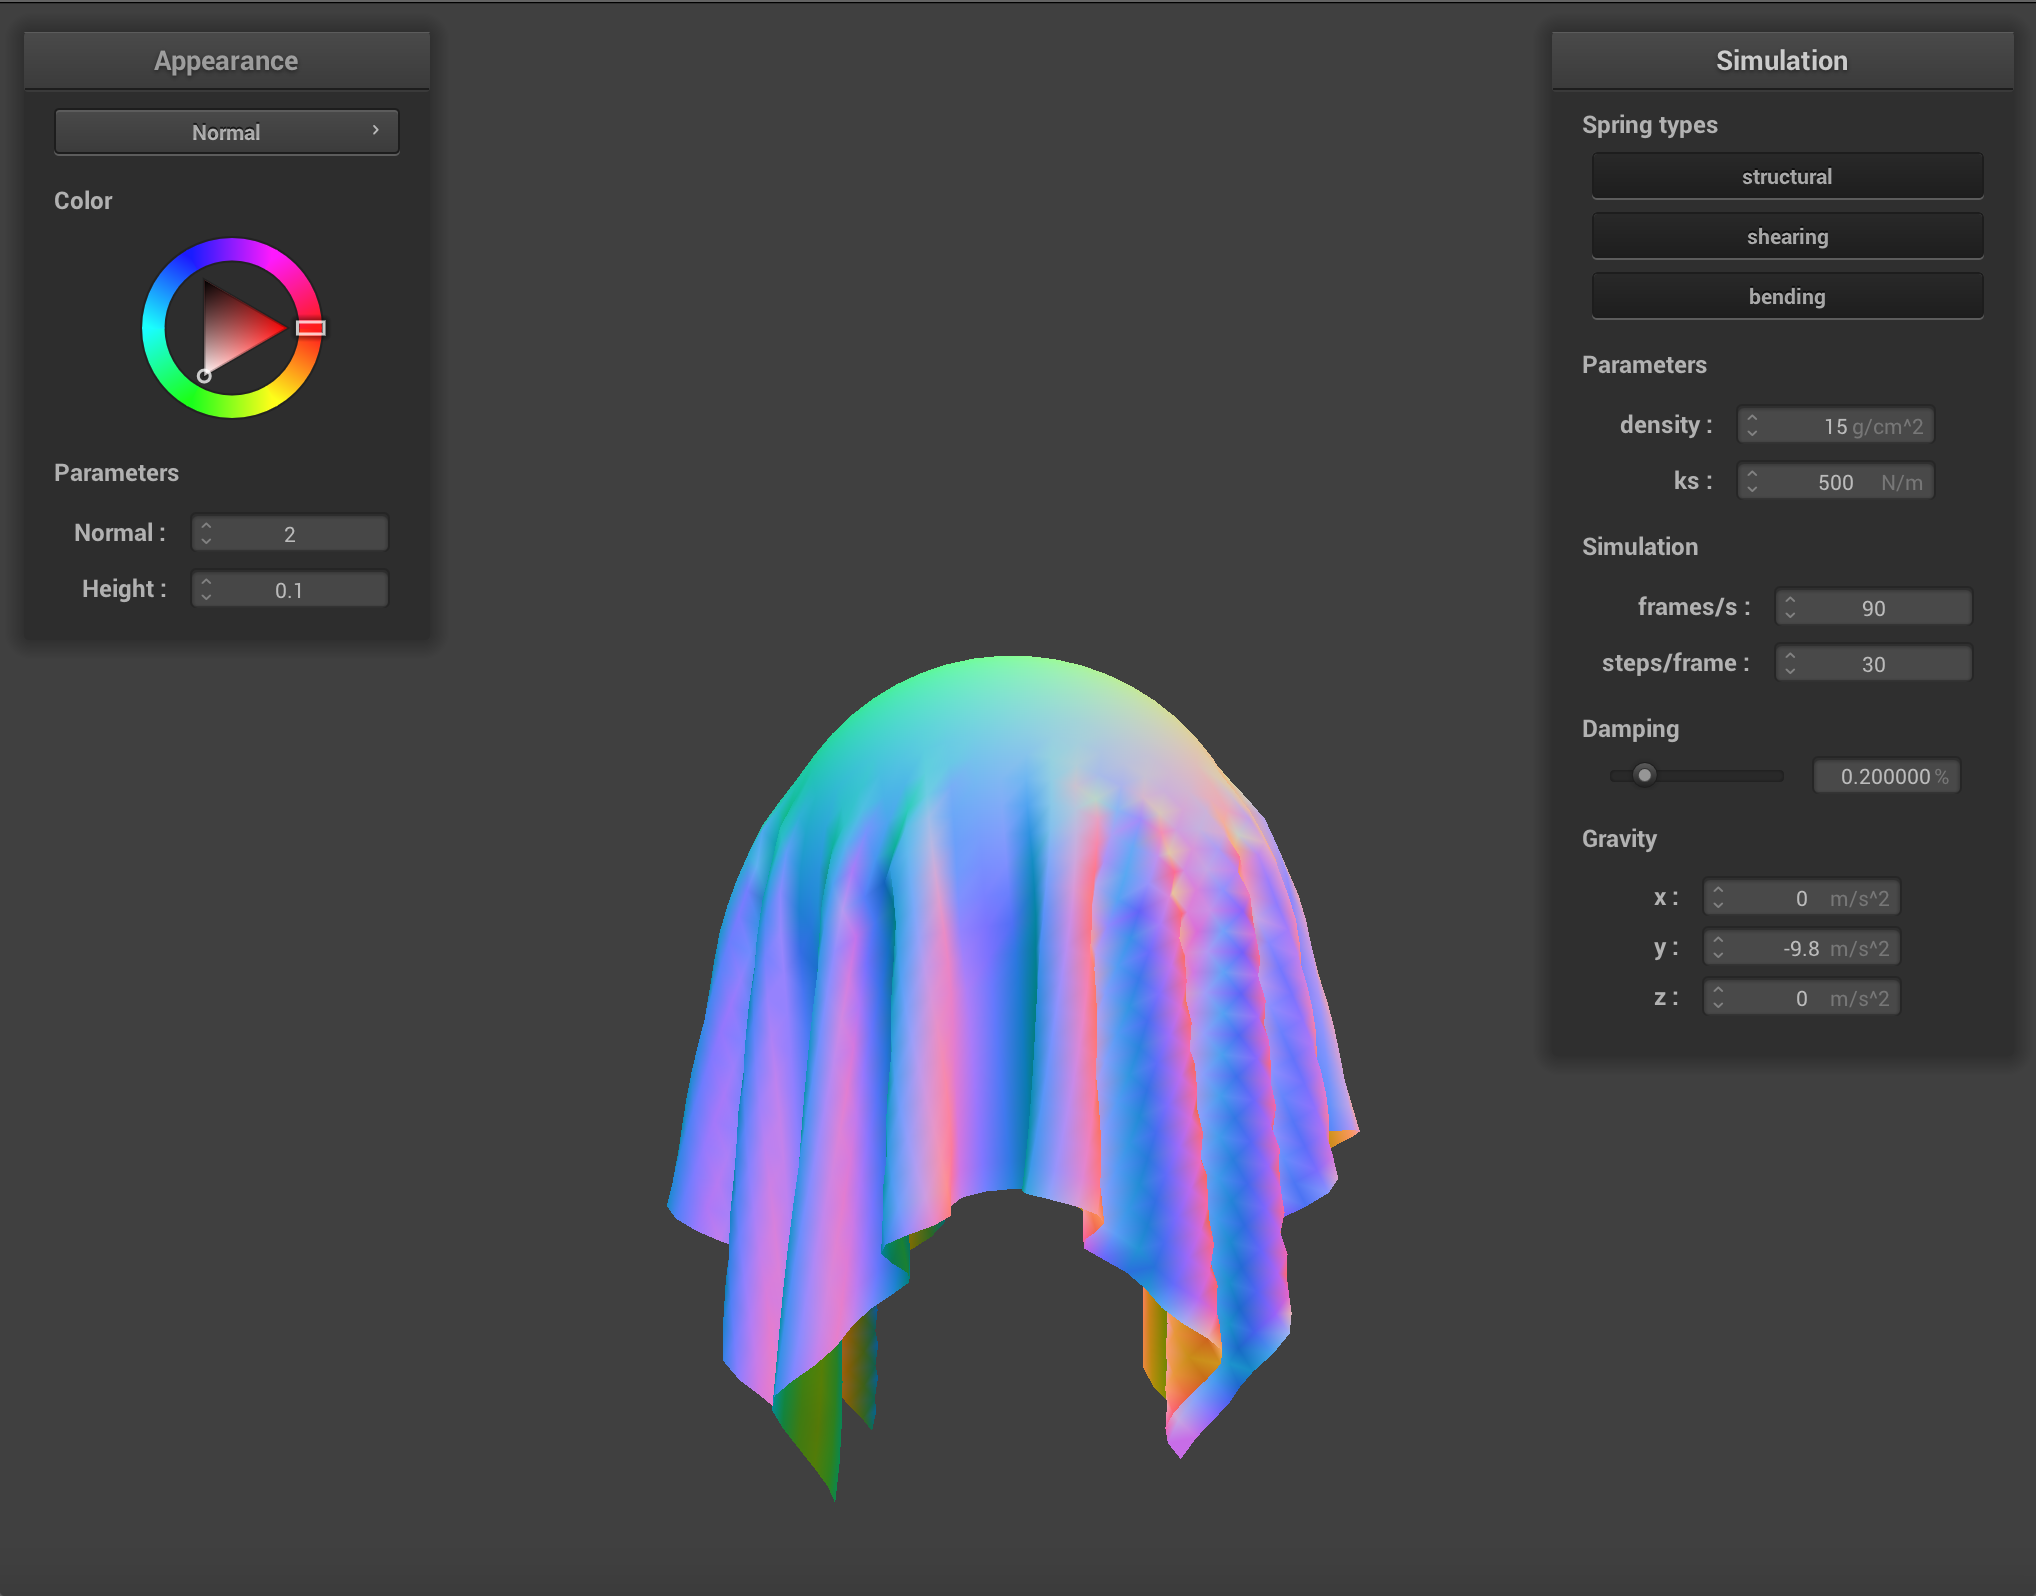 Appearance
Normal
Color
Parameters
Normal : 2
Height : 0.1
Simulation
Spring types
structural
shearing
bending
Parameters
density : 15 g/cm^2
ks : 500 N/m
Simulation
frames/s : 90
steps/frame : 30
Damping
0.200000 %
Gravity
x : 0 m/s^2
y : -9.8 m/s^2
z : 0 m/s^2